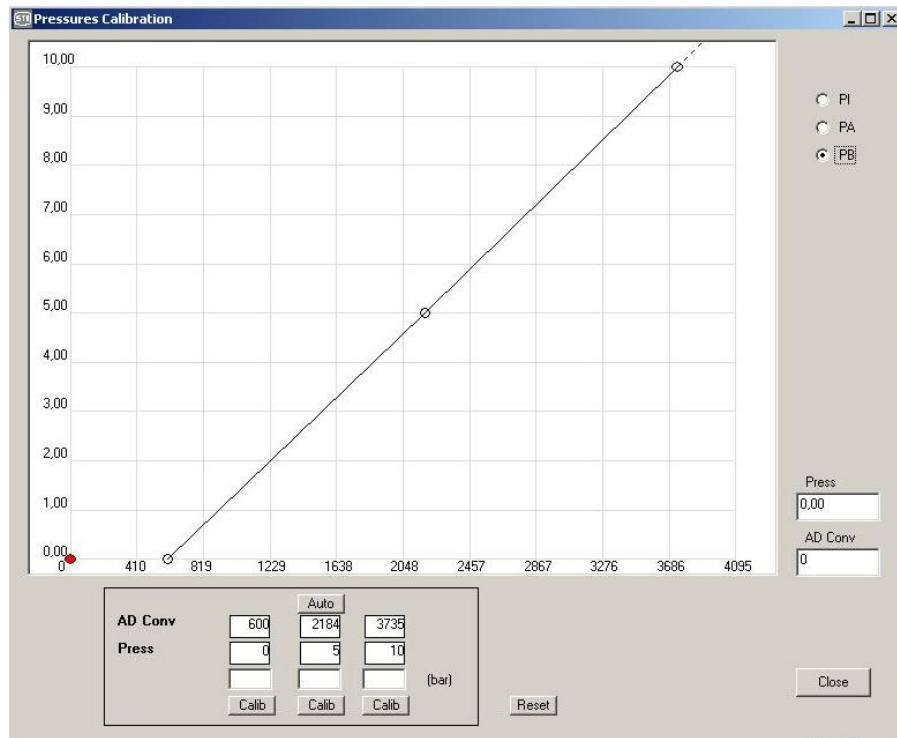 STI Pressures Calibration
10,00
9,00
8,00
7,00
6,00
5,00
4,00
3,00
2,00
1,00
0,00
0 410 819 1229 1638 2048 2457 2867 3276 3686 4095
PI
PA
PB
Press
0,00
AD Conv
0
Auto
AD Conv 600 2184 3735
Press 0 5 10
(bar)
Calib Calib Calib
Reset
Close